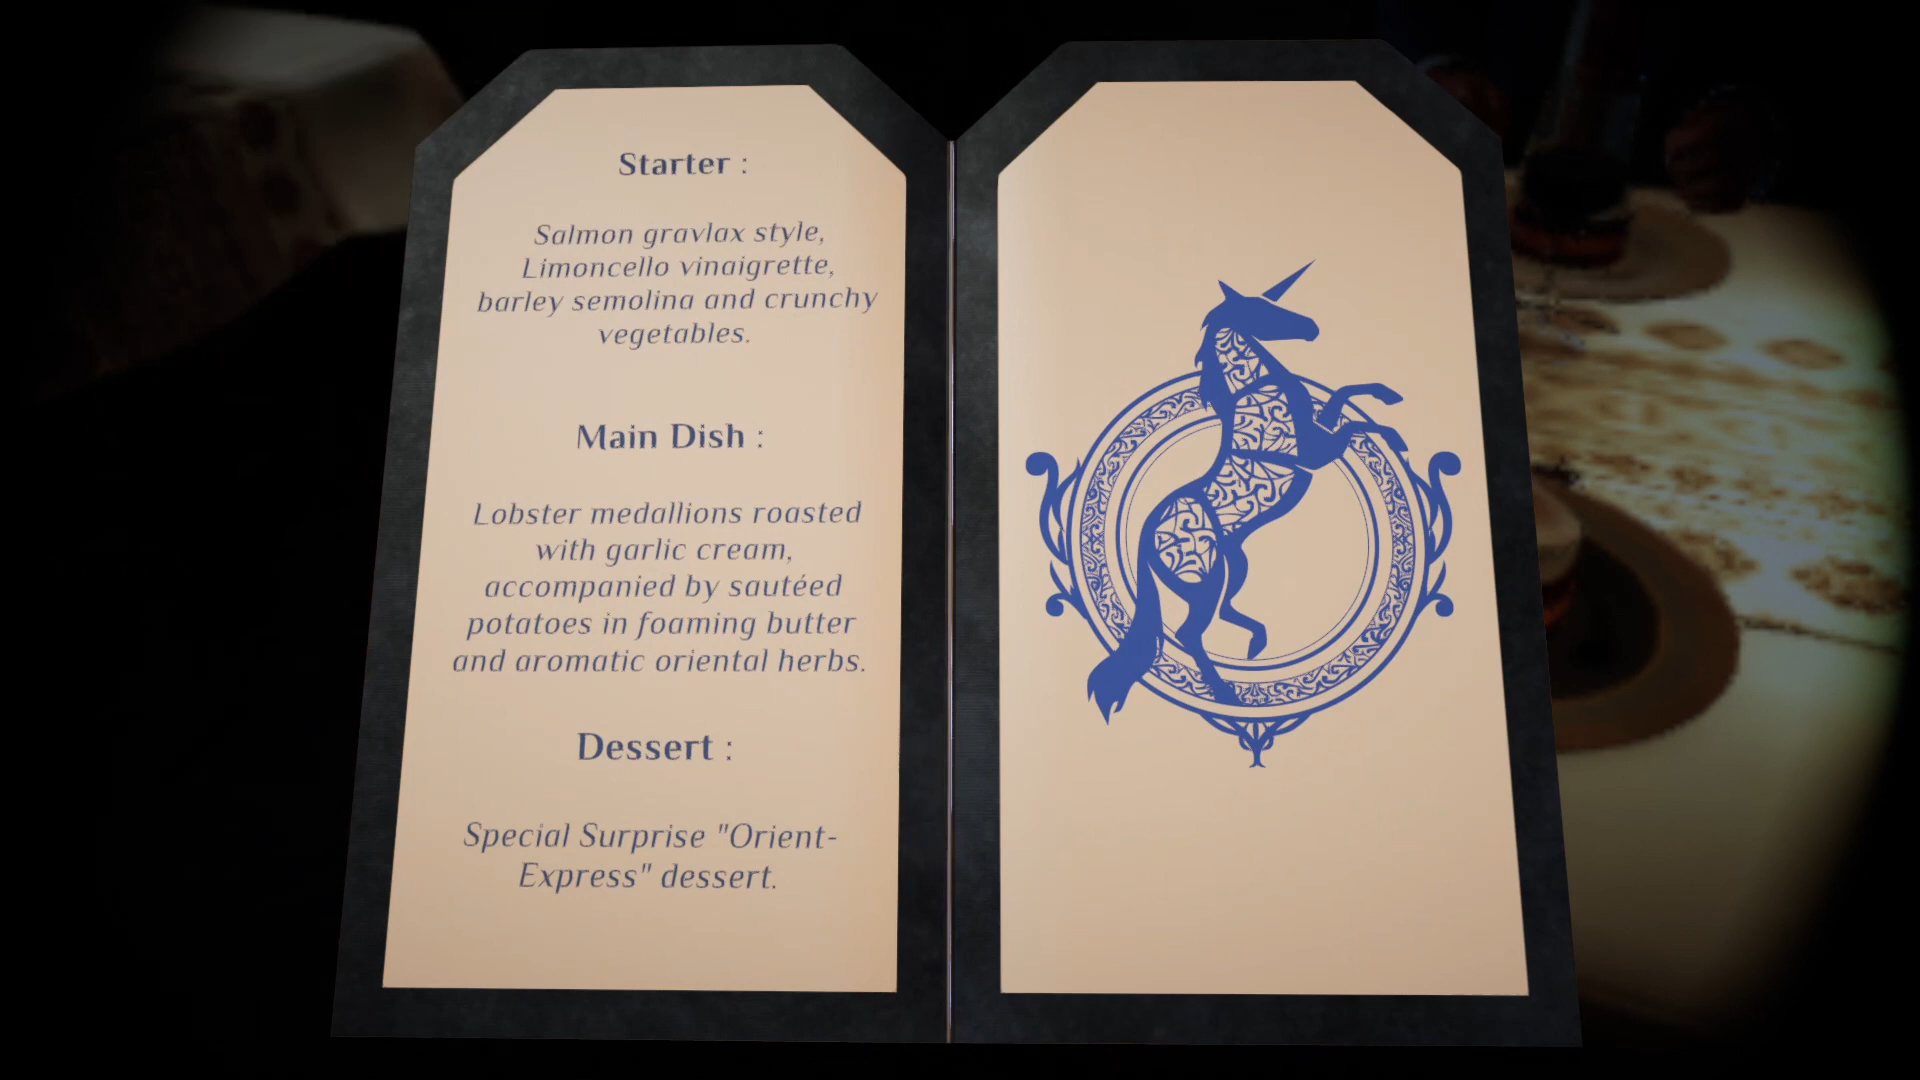 Starter :
Salmon gravlax style,
Limoncello vinaigrette,
barley semolina and crunchy
vegetables.
Main Dish :
Lobster medallions roasted
with garlic cream,
accompanied by sautéed
potatoes in foaming butter
and aromatic oriental herbs.
Dessert :
Special Surprise "Orient-
Express" dessert.